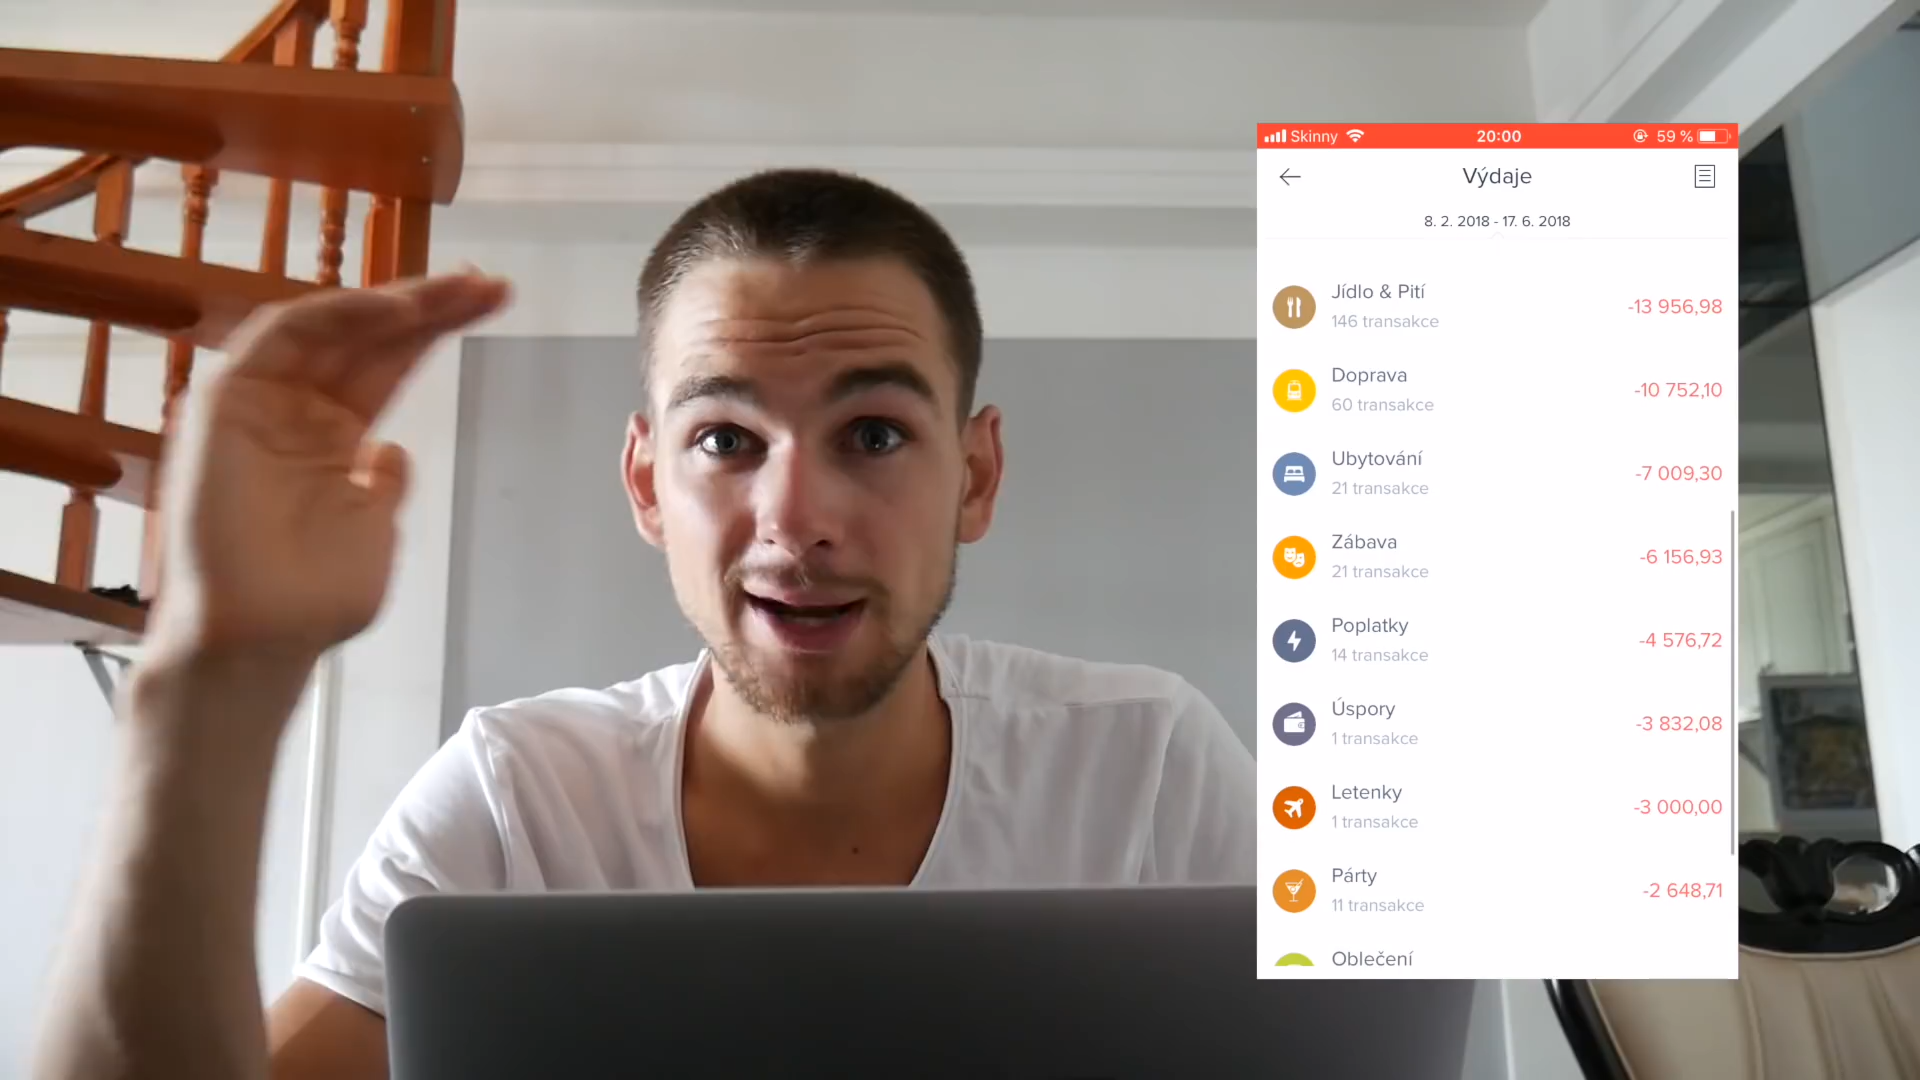 Skinny 20:00 59 %
Výdaje
8. 2. 2018 - 17. 6. 2018
Jídlo & Pití
146 transakce
-13 956,98
Doprava
60 transakce
-10 752,10
Ubytování
21 transakce
-7 009,30
Zábava
21 transakce
-6 156,93
Poplatky
14 transakce
-4 576,72
Úspory
1 transakce
-3 832,08
Letenky
1 transakce
-3 000,00
Párty
11 transakce
-2 648,71
Oblečení